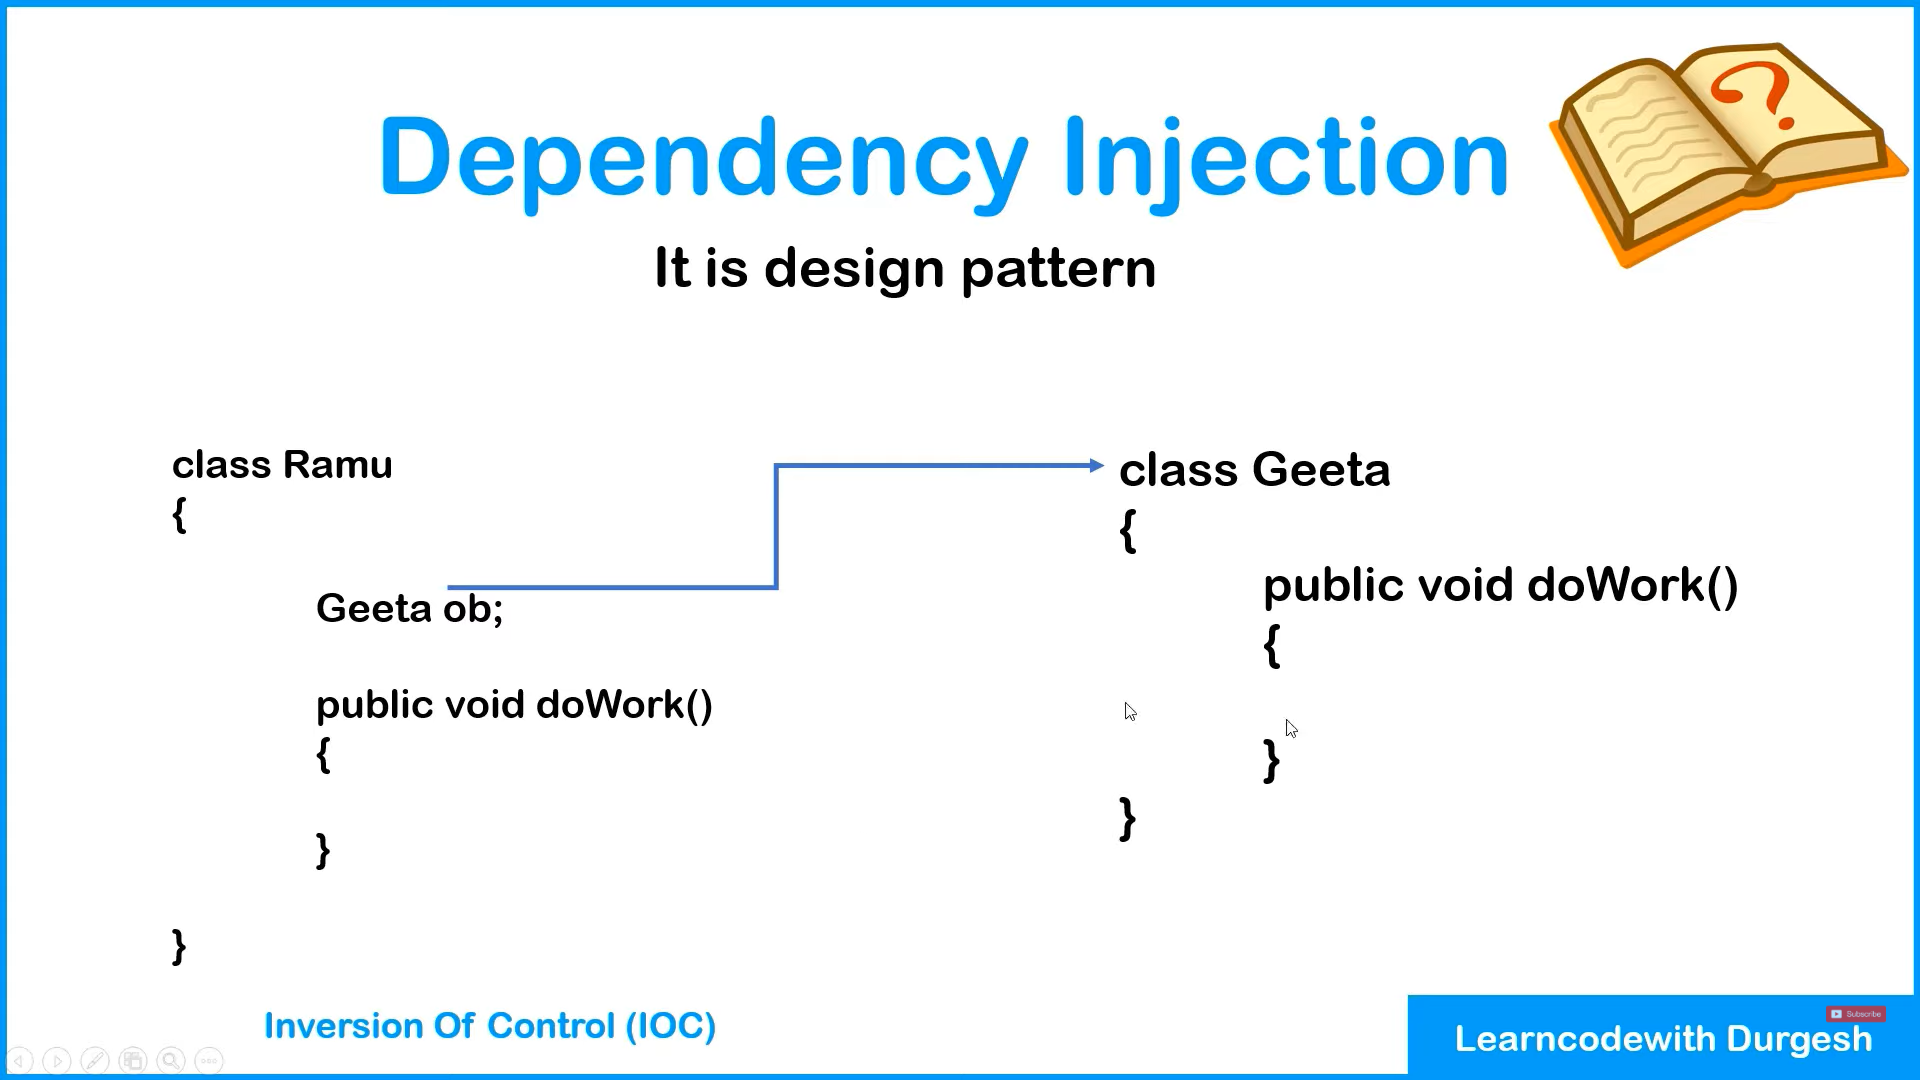 Dependency Injection
It is design pattern
class Ramu
{
Geeta ob;
public void doWork()
{
}
}
class Geeta
{
public void doWork()
{
}
}
Inversion Of Control (IOC)
Subscribe
Learncodewith Durgesh